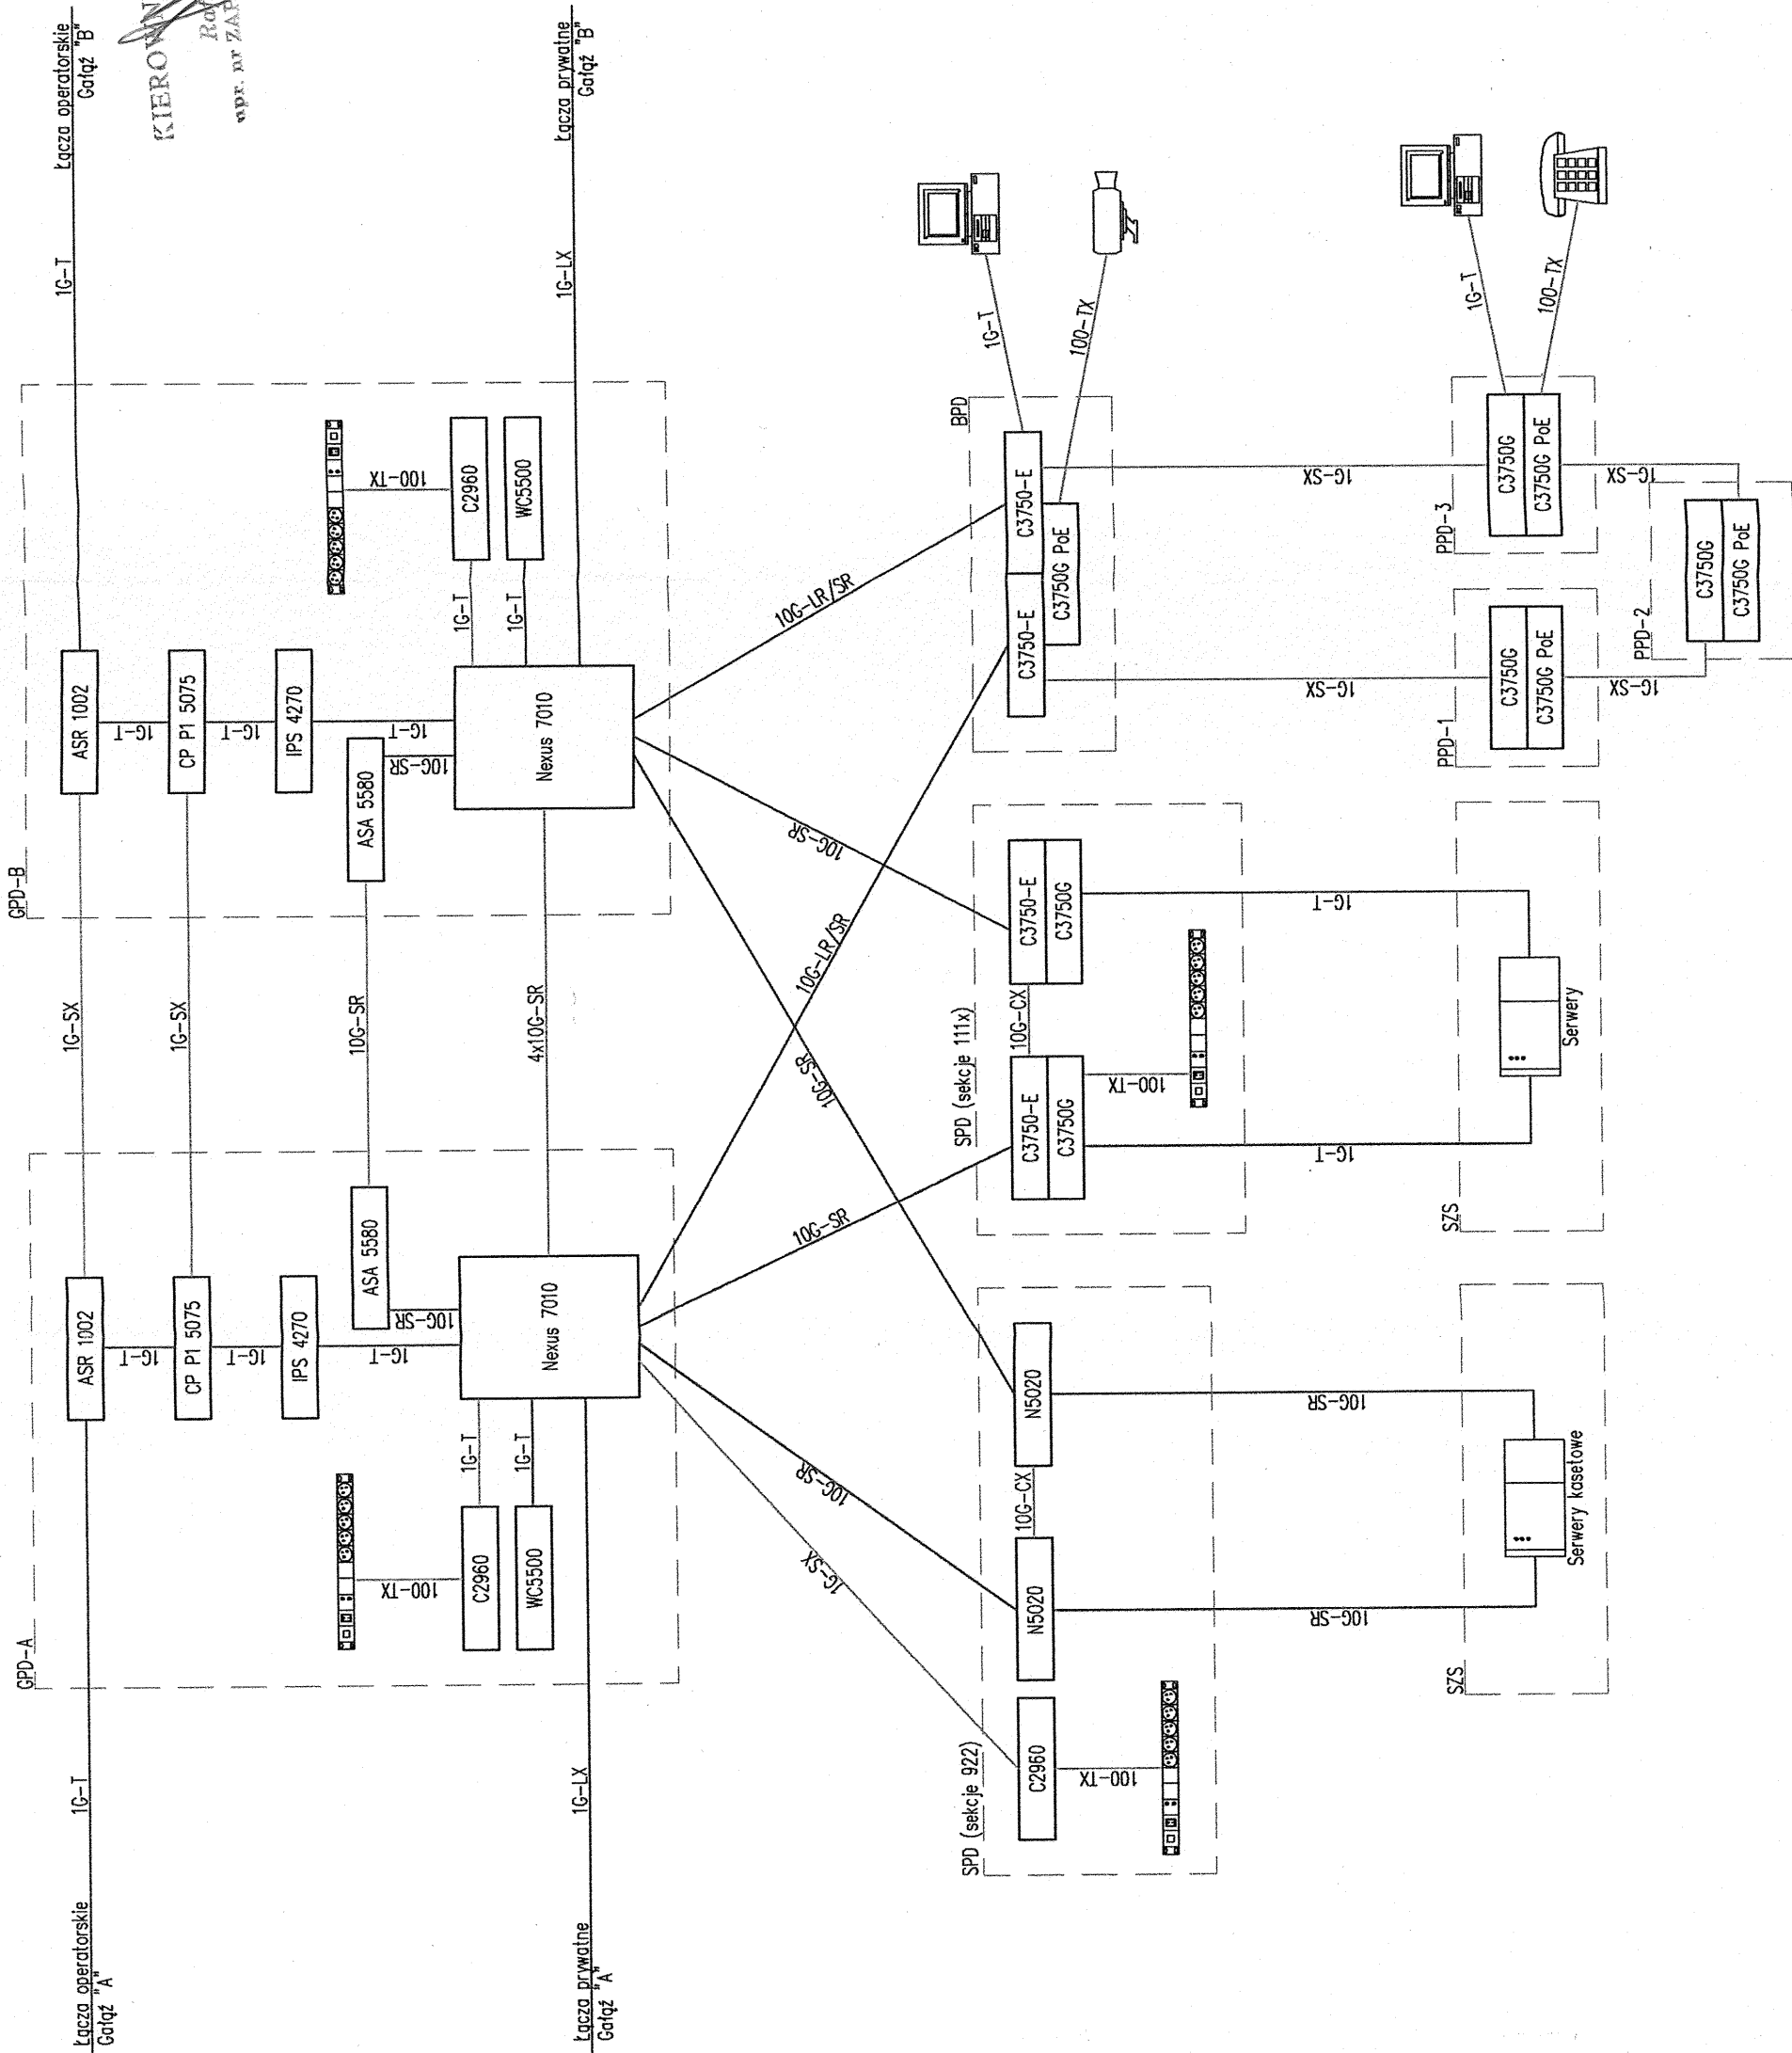 Łącza operatorskie
Gałąź "A"
1G-T
Łącza prywatne
Gałąź "A"
1G-LX
GPD-A
ASR 1002
1G-T
CP P1 5075
1G-T
IPS 4270
1G-T
ASA 5580
10G-SR
Nexus 7010
100-TX
C2960
1G-T
WC5500
1G-T
1G-SX
1G-SX
10G-SR
4x10G-SR
GPD-B
ASR 1002
1G-T
CP P1 5075
1G-T
IPS 4270
1G-T
ASA 5580
10G-SR
Nexus 7010
100-TX
C2960
1G-T
WC5500
1G-T
Łącza operatorskie
Gałąź "B"
1G-T
Łącza prywatne
Gałąź "B"
1G-LX
KIEROWN
upr. nr ZAP
1G-SX
10G-SR
10G-SR
10G-LR/SR
10G-SR
10G-SR
10G-LR/SR
SPD (sekcje 922)
C2960
100-TX
N5020
10G-CX
N5020
10G-SR
10G-SR
SZS
Serwery kasetowe
SPD (sekcje 111x)
C3750-E
C3750G
10G-CX
C3750-E
C3750G
100-TX
1G-T
1G-T
SZS
Serwery
BPD
C3750-E
C3750-E
C3750G PoE
1G-T
100-TX
1G-SX
1G-SX
PPD-1
C3750G
C3750G PoE
1G-SX
PPD-3
C3750G
C3750G PoE
1G-SX
1G-T
100-TX
PPD-2
C3750G
C3750G PoE